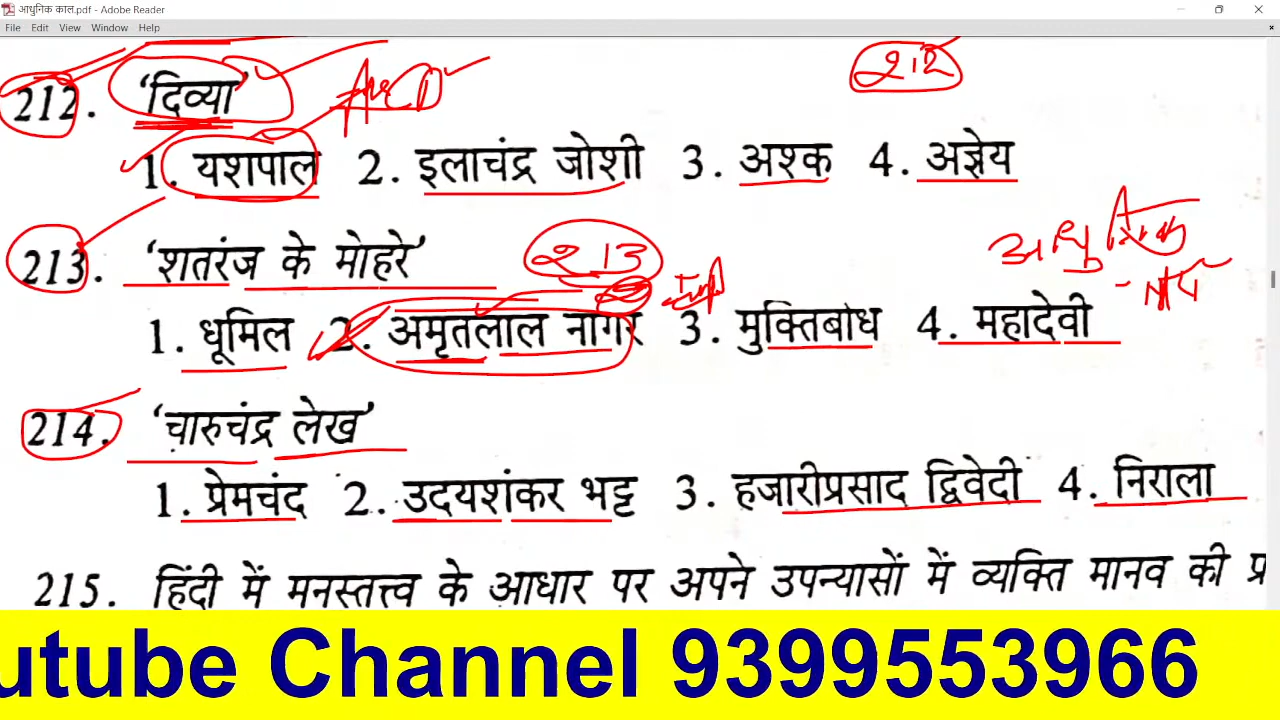 आधुनिक काल.pdf - Adobe Reader
File Edit View Window Help
212
212. 'दिव्या'
1. यशपाल 2. इलाचंद्र जोशी 3. अश्क 4. अज्ञेय
213. 'शतरंज के मोहरे' 213
1. धूमिल 2. अमृतलाल नागर 3. मुक्तिबोध 4. महादेवी
214. 'चारुचंद्र लेख'
1. प्रेमचंद 2. उदयशंकर भट्ट 3. हजारीप्रसाद द्विवेदी 4. निराला
215. हिंदी में मनस्तत्त्व के आधार पर अपने उपन्यासों में व्यक्ति मानव की प्र
utube Channel 9399553966